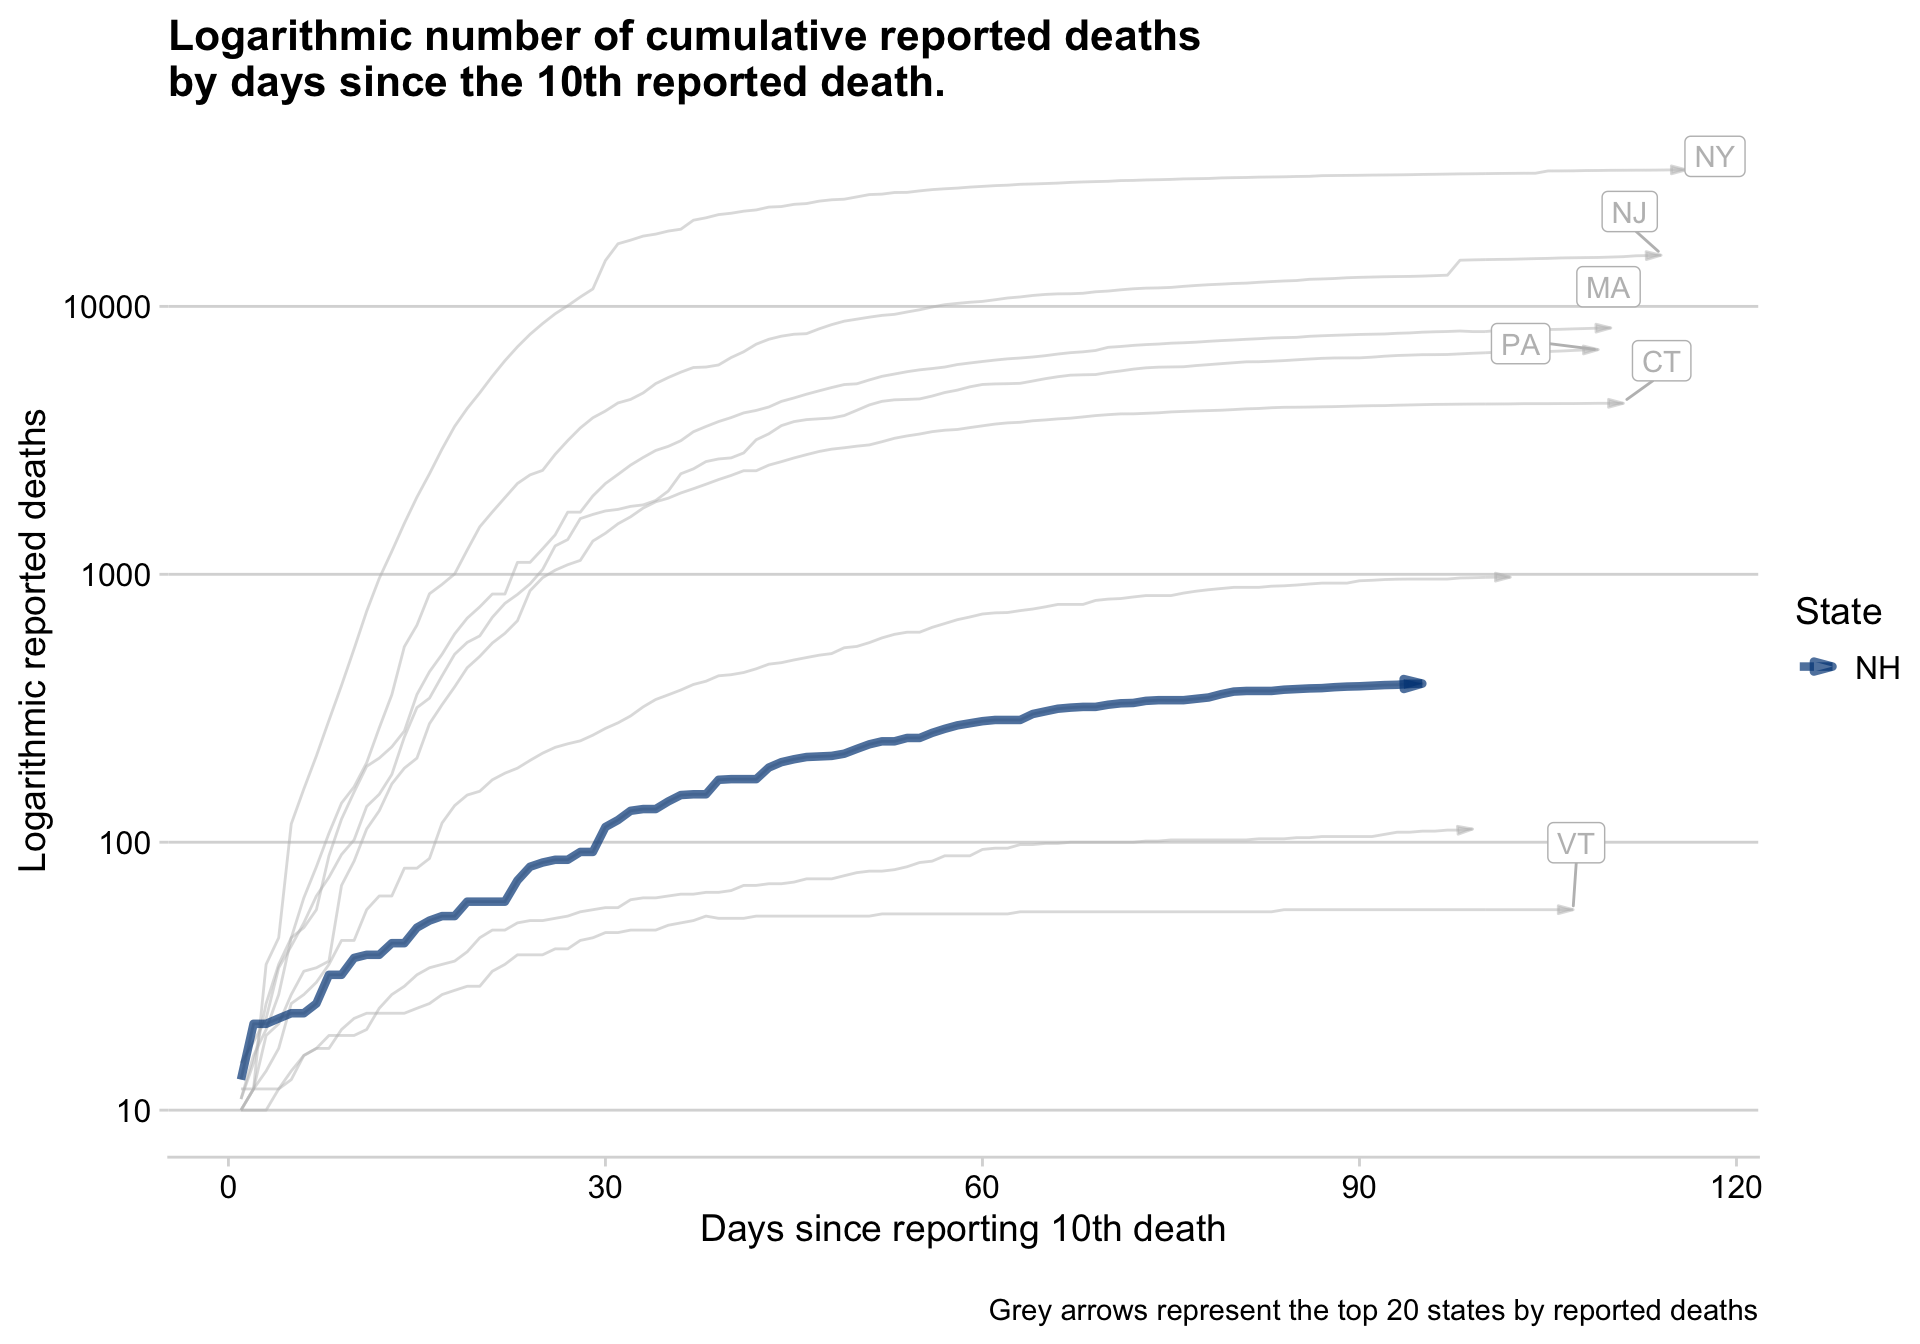 Logarithmic number of cumulative reported deaths
by days since the 10th reported death.
NY
NJ
MA
PA
CT
VT
10000
1000
100
10
Logarithmic reported deaths
0 30 60 90 120
Days since reporting 10th death
State
NH
Grey arrows represent the top 20 states by reported deaths